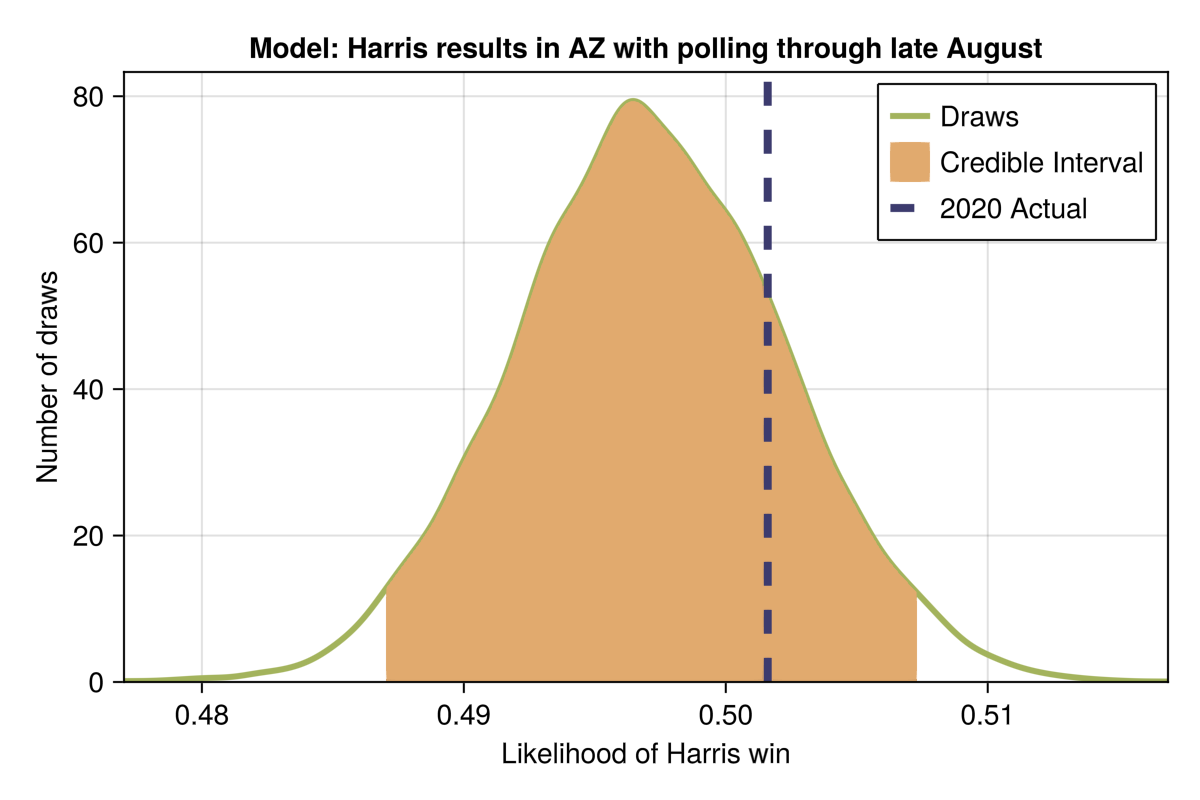 Model: Harris results in AZ with polling through late August
Draws
Credible Interval
2020 Actual
Number of draws
80
60
40
20
0
0.48 0.49 0.50 0.51
Likelihood of Harris win